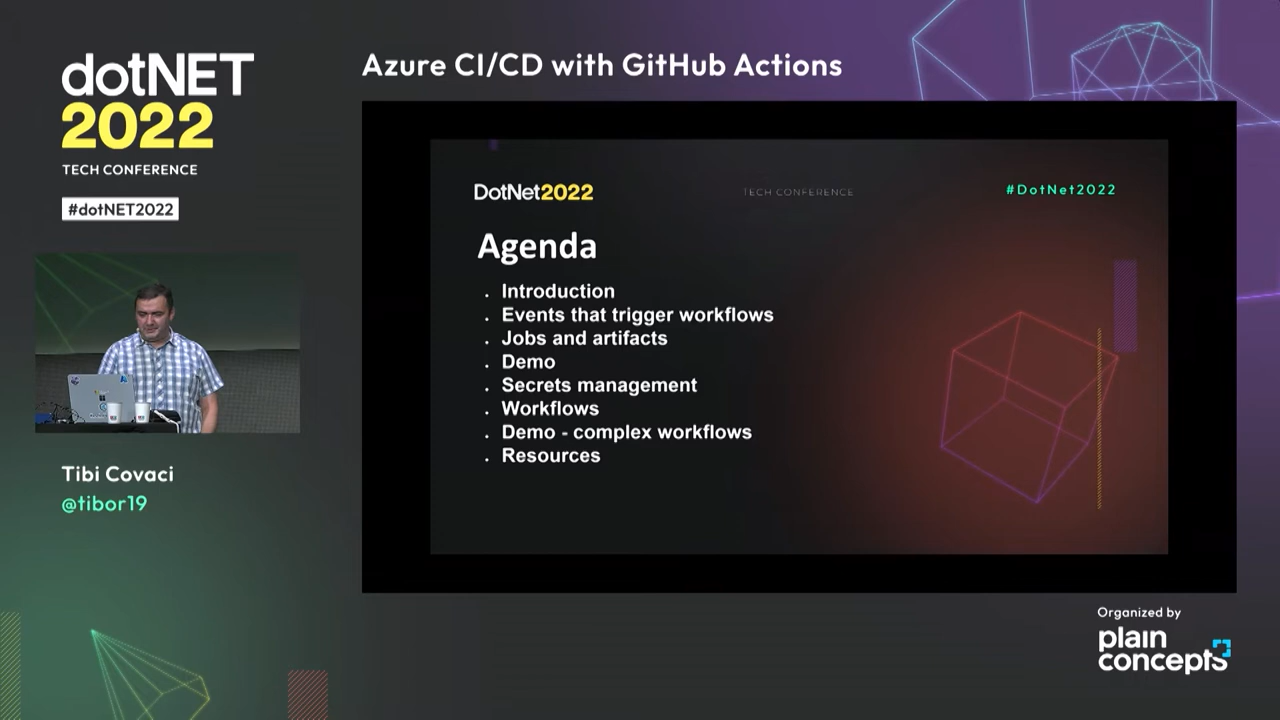 dotNET
2022
TECH CONFERENCE
#dotNET2022
Tibi Covaci
@tibor19
Azure CI/CD with GitHub Actions
DotNet2022
TECH CONFERENCE
#DotNet2022
Agenda
. Introduction
. Events that trigger workflows
. Jobs and artifacts
. Demo
. Secrets management
. Workflows
. Demo - complex workflows
. Resources
Organized by
plain
concepts